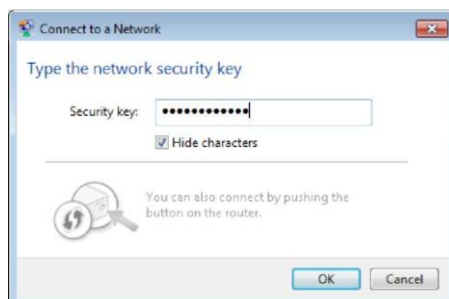 Connect to a Network
Type the network security key
Security key: ••••••••••••
Hide characters
You can also connect by pushing the
button on the router.
OK Cancel